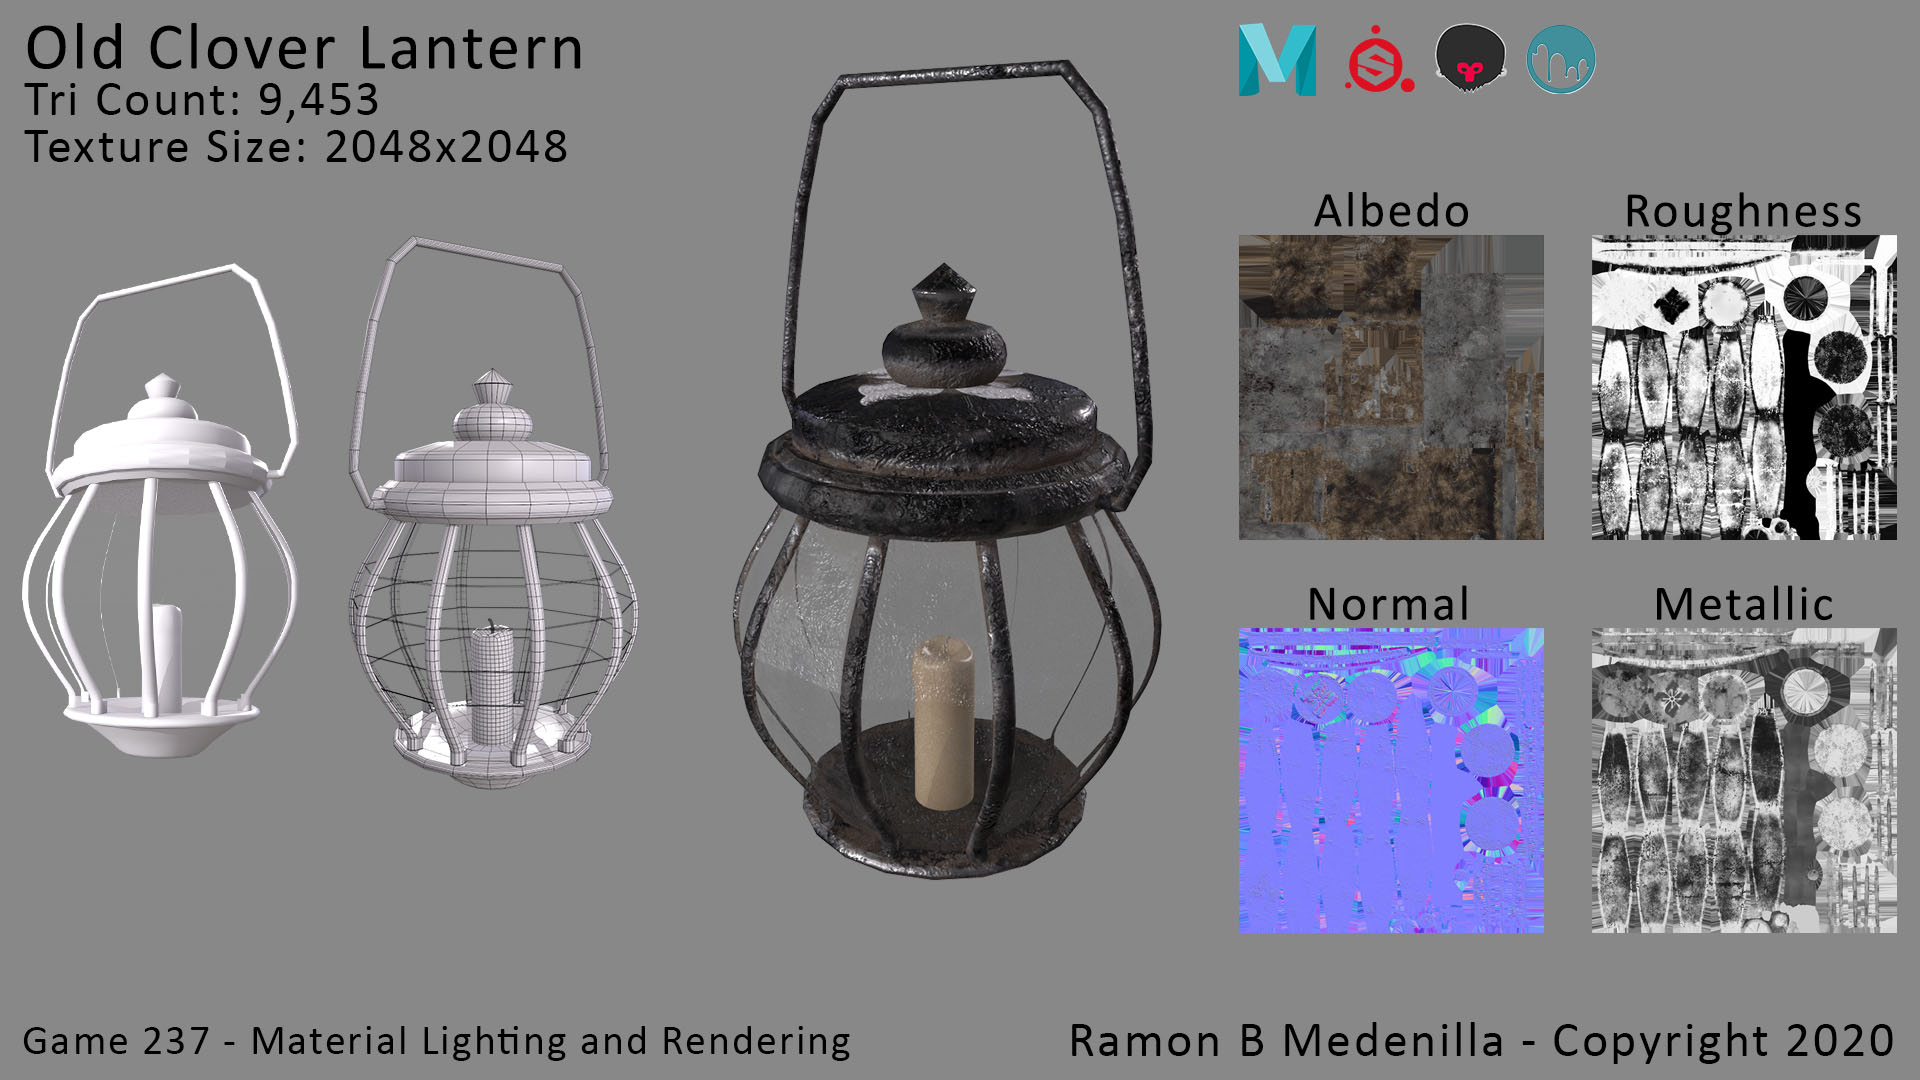 Old Clover Lantern
Tri Count: 9,453
Texture Size: 2048x2048
Albedo
Roughness
Normal
Metallic
Game 237 - Material Lighting and Rendering
Ramon B Medenilla - Copyright 2020